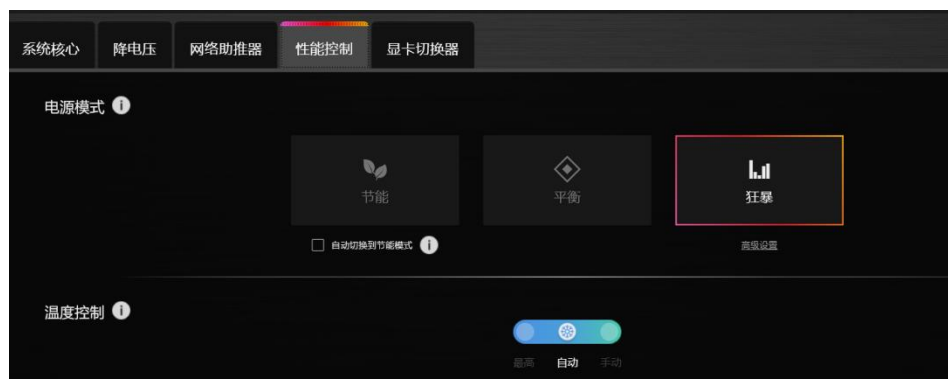 系统核心 降电压 网络助推器 性能控制 显卡切换器
电源模式
节能 平衡 狂暴
自动切换到节能模式 高级设置
温度控制
最高 自动 手动